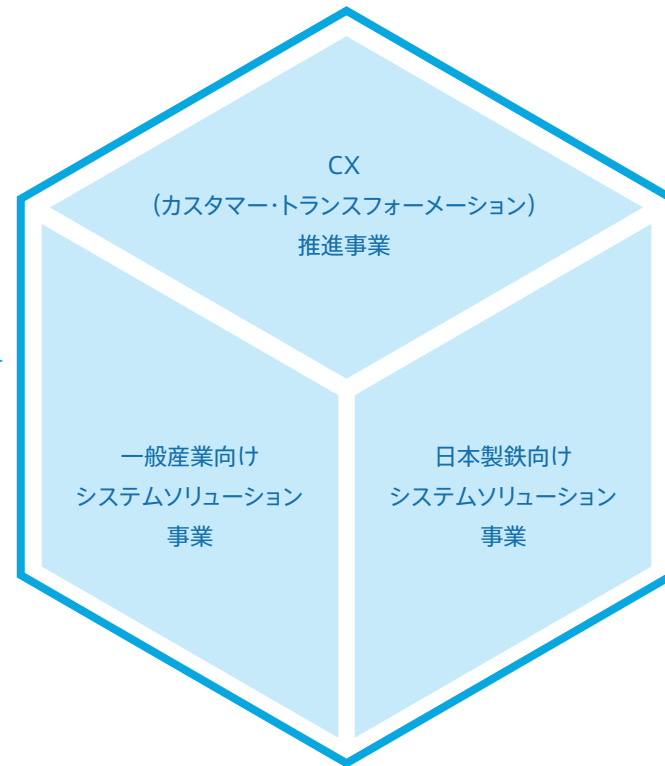 CX
(カスタマー・トランスフォーメーション)
推進事業
一般産業向け
システムソリューション
事業
日本製鉄向け
システムソリューション
事業